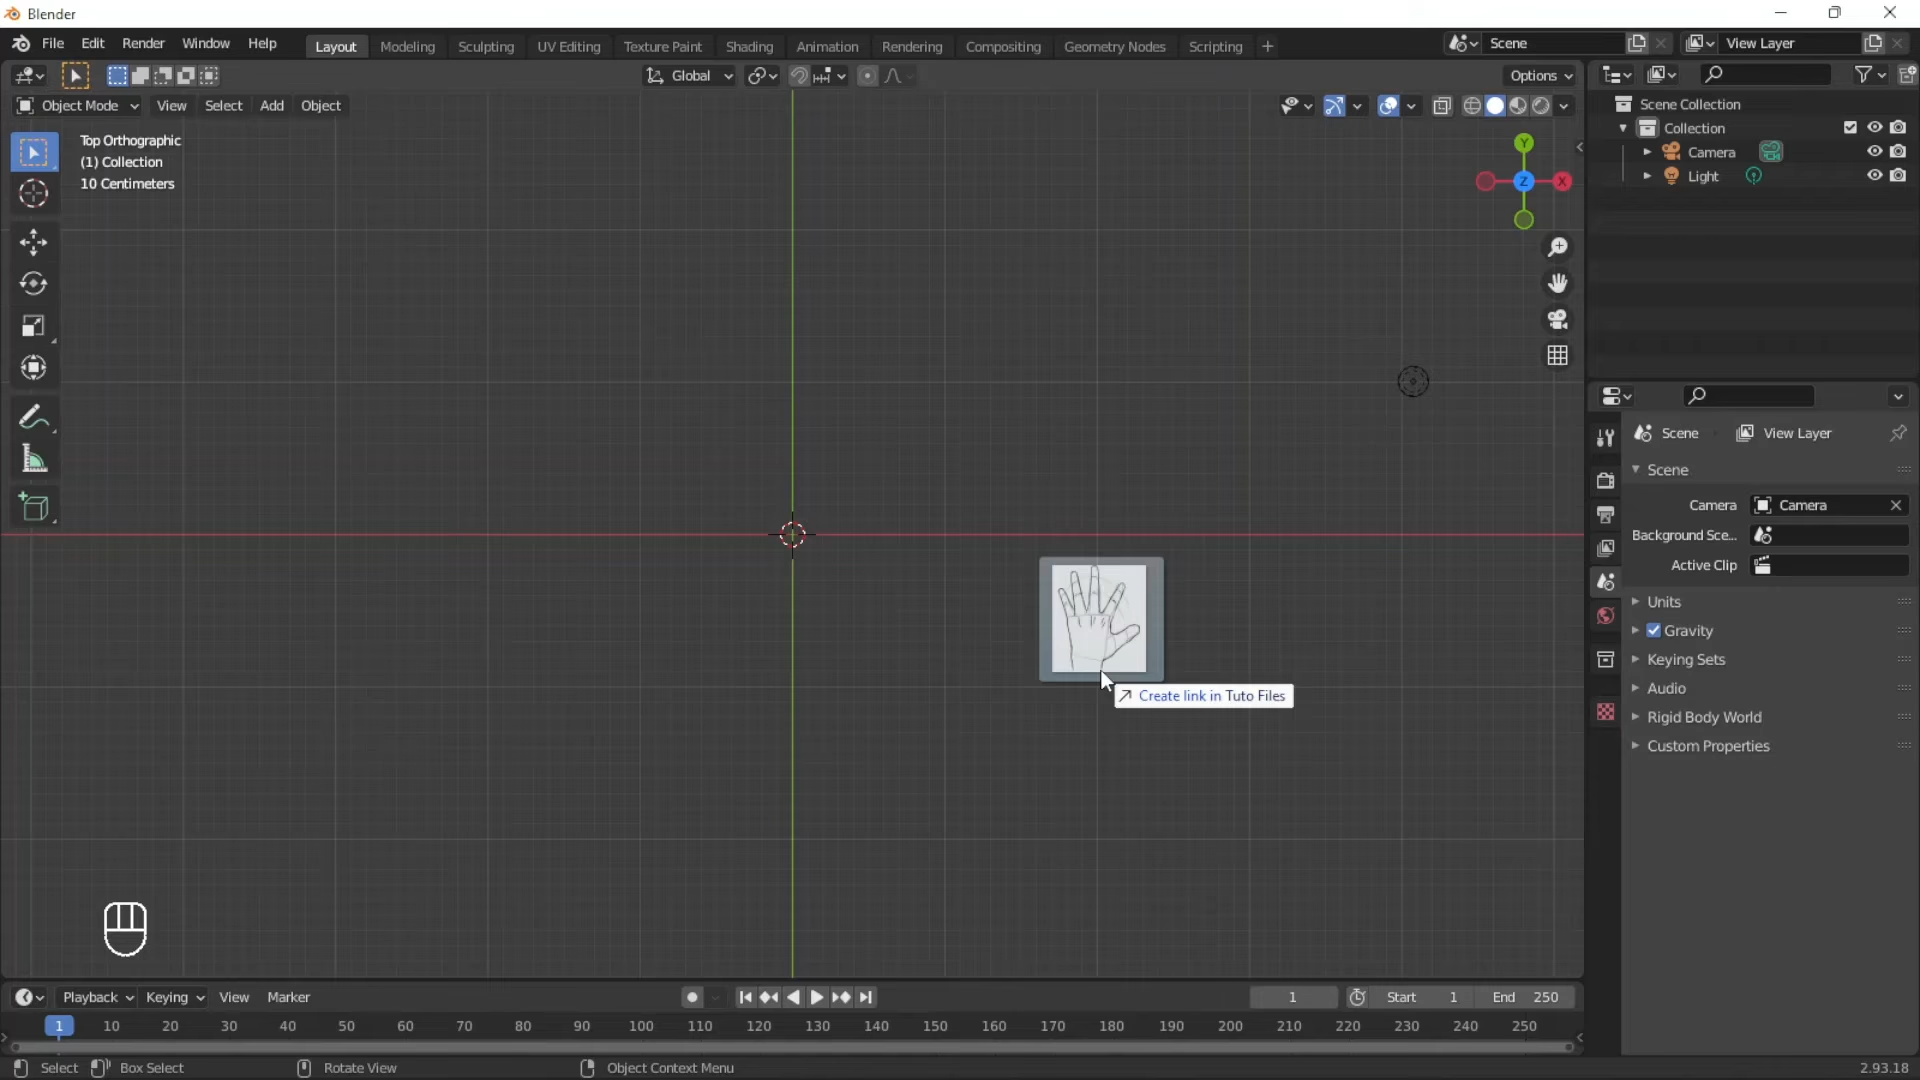 Blender
File Edit Render Window Help Layout Modeling Sculpting UV Editing Texture Paint Shading Animation Rendering Compositing Geometry Nodes Scripting + Scene View Layer
Global Options
Object Mode View Select Add Object
Top Orthographic
(1) Collection
10 Centimeters
Y
X
Z
Scene Collection
Collection
Camera
Light
Scene View Layer
Scene
Camera Camera
Background Sce...
Active Clip
Units
Gravity
Keying Sets
Audio
Rigid Body World
Custom Properties
Create link in Tuto Files
Playback Keying View Marker 1 Start 1 End 250
1 10 20 30 40 50 60 70 80 90 100 110 120 130 140 150 160 170 180 190 200 210 220 230 240 250
Select Box Select Rotate View Object Context Menu 2.93.18